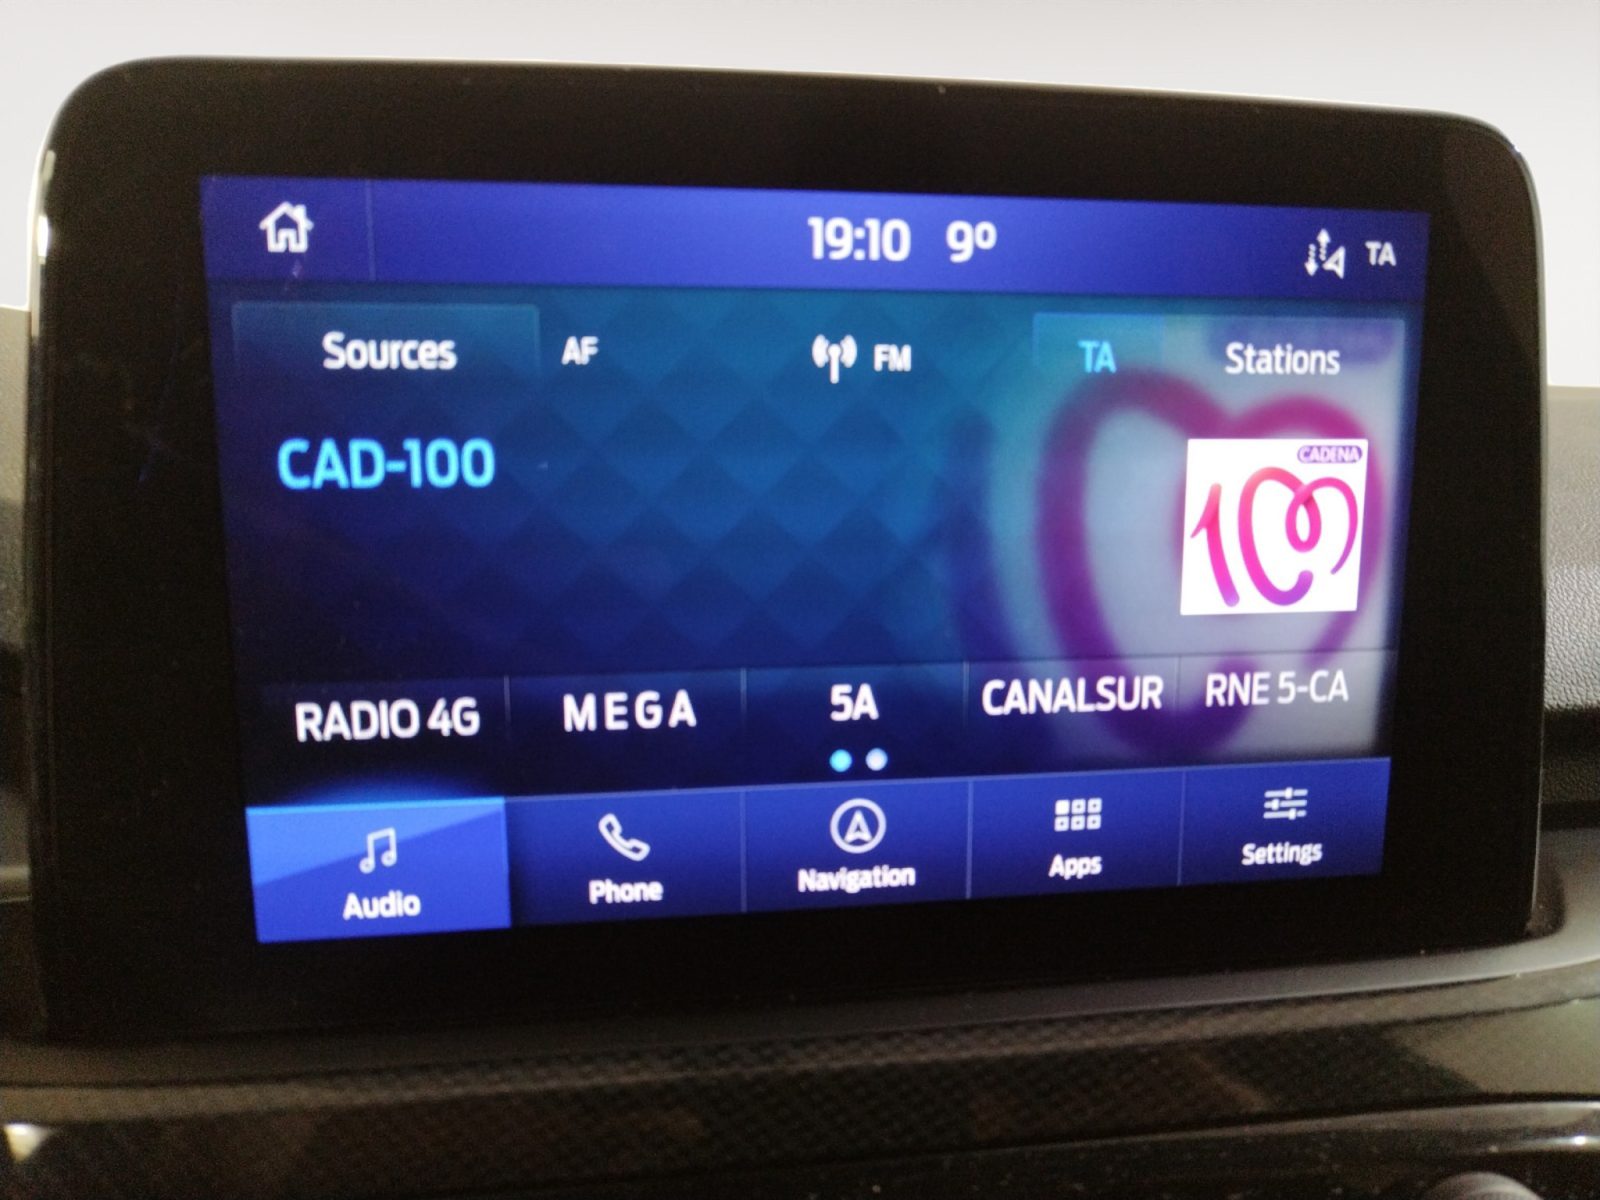 19:10 9º
TA
Sources AF FM TA Stations
CAD-100
CADENA
100
RADIO 4G MEGA 5A CANALSUR RNE 5-CA
Audio Phone Navigation Apps Settings